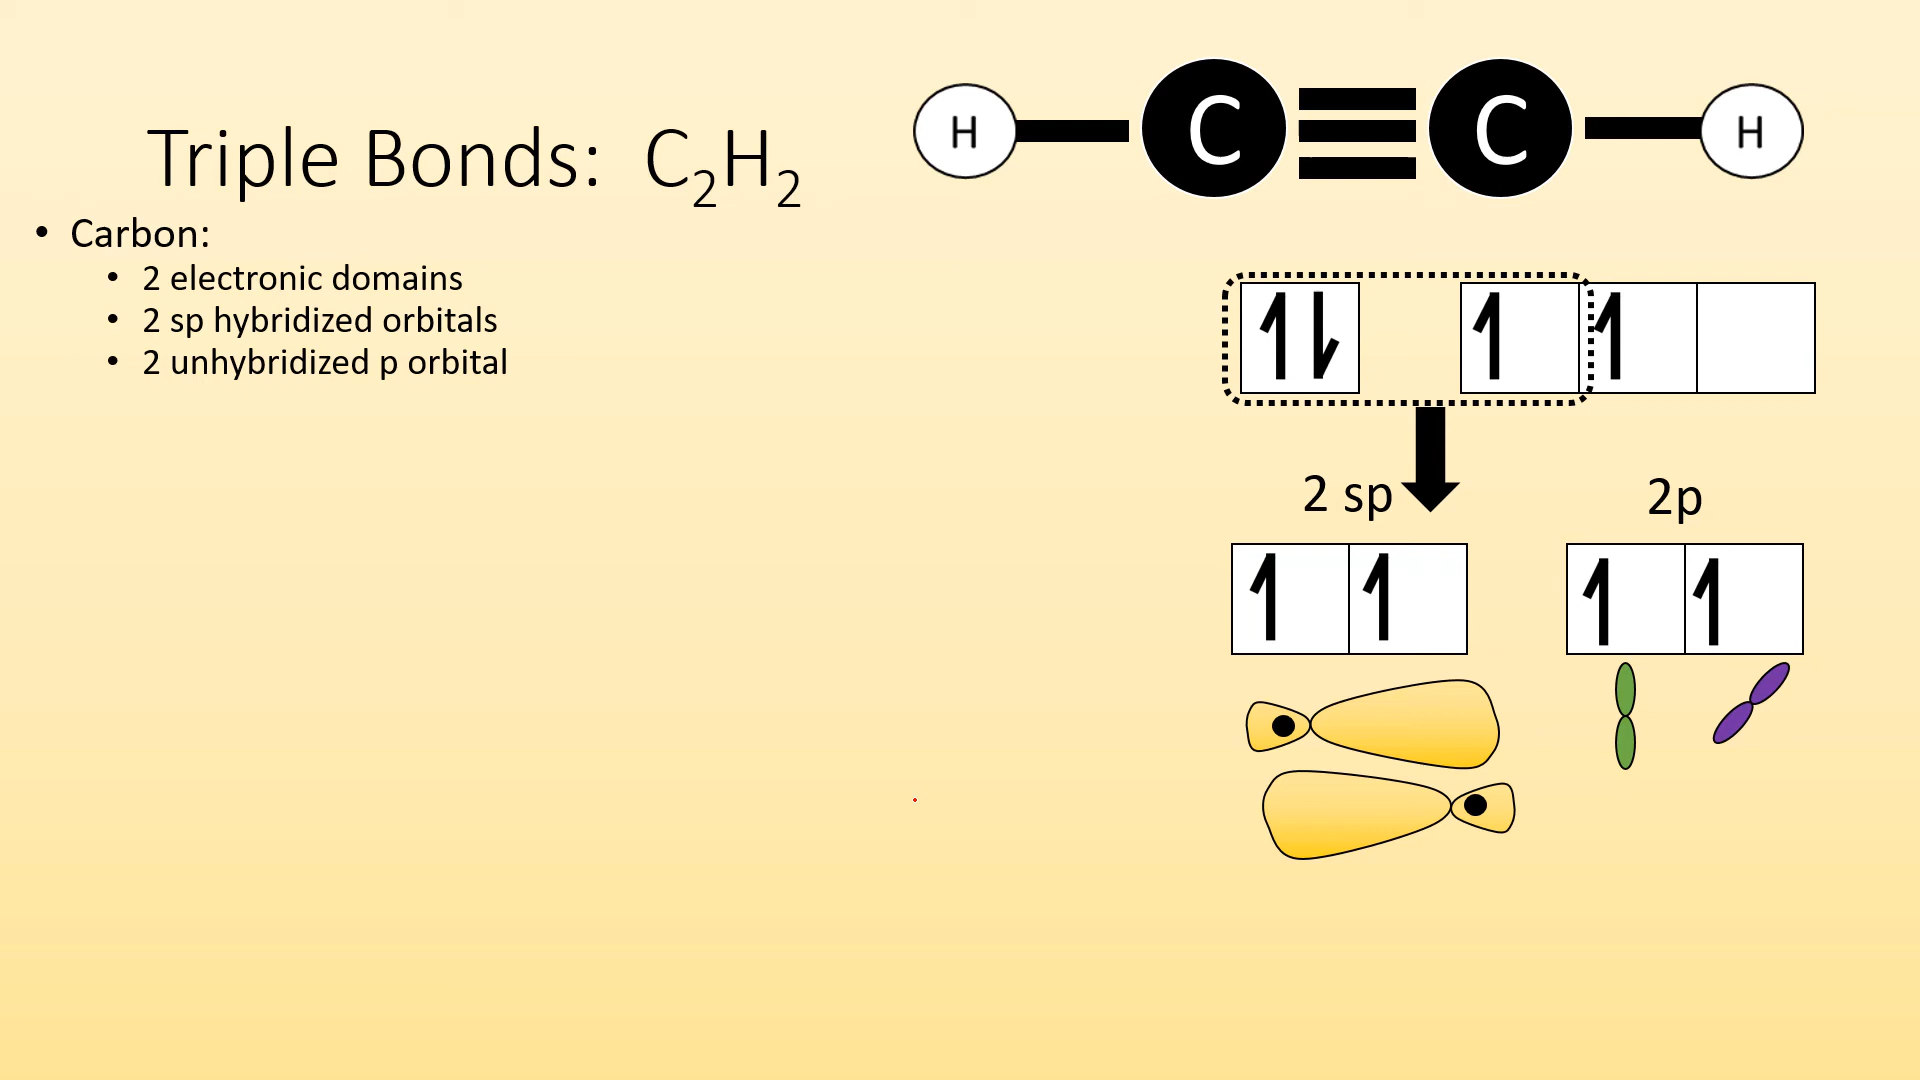 H C C H
Triple Bonds: C₂H₂
• Carbon:
• 2 electronic domains
• 2 sp hybridized orbitals
• 2 unhybridized p orbital
2 sp
2p